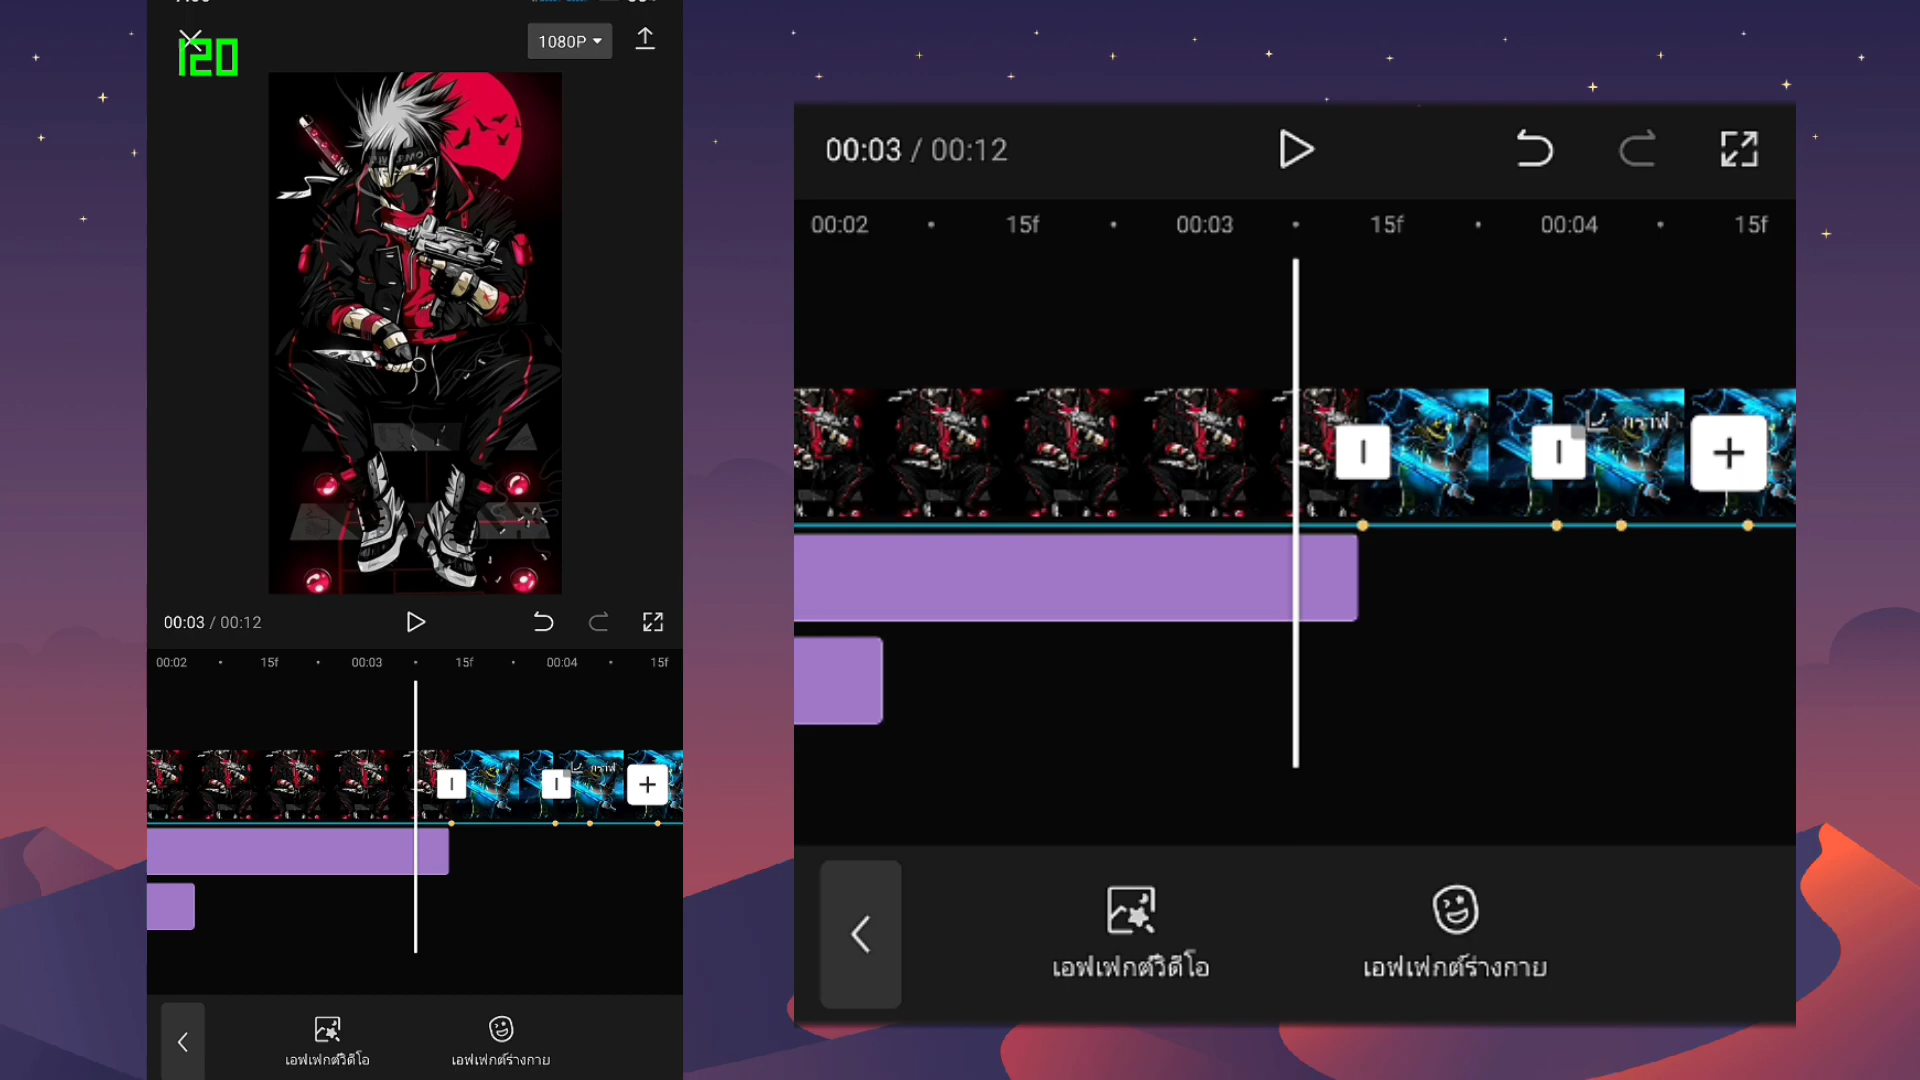 120
1080P
00:03 / 00:12
00:02 15f 00:03 15f 00:04 15f
กราฟ
เอฟเฟกต์วิดีโอ เอฟเฟกต์ร่างกาย
00:03 / 00:12
00:02 15f 00:03 15f 00:04 15f
กราฟ
เอฟเฟกต์วิดีโอ เอฟเฟกต์ร่างกาย